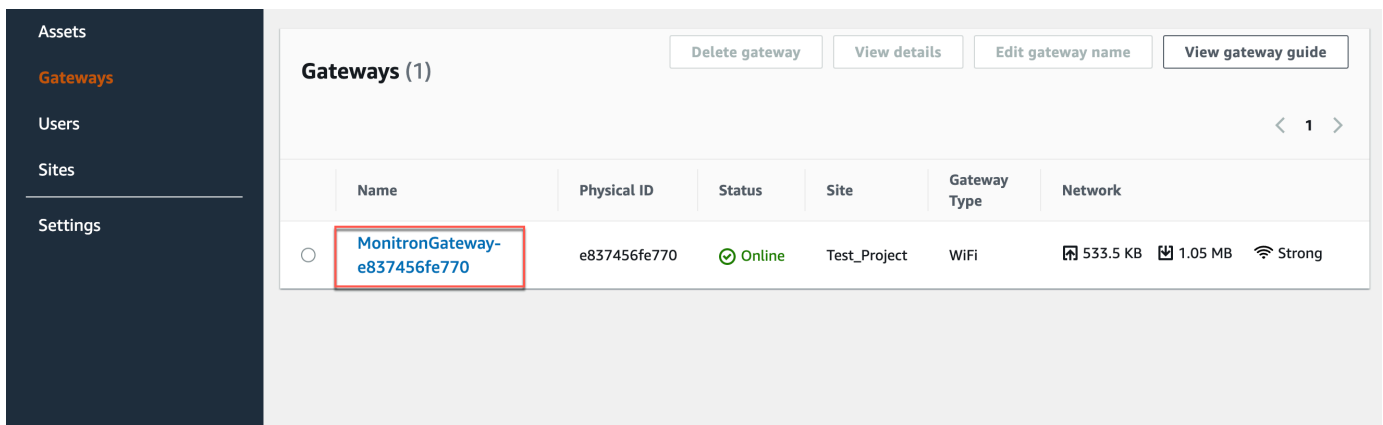 Assets
Gateways
Users
Sites
Settings
Gateways (1)
Delete gateway
View details
Edit gateway name
View gateway guide
1
Name
Physical ID
Status
Site
Gateway
Type
Network
MonitronGateway-
e837456fe770
e837456fe770
Online
Test_Project
WiFi
533.5 KB
1.05 MB
Strong